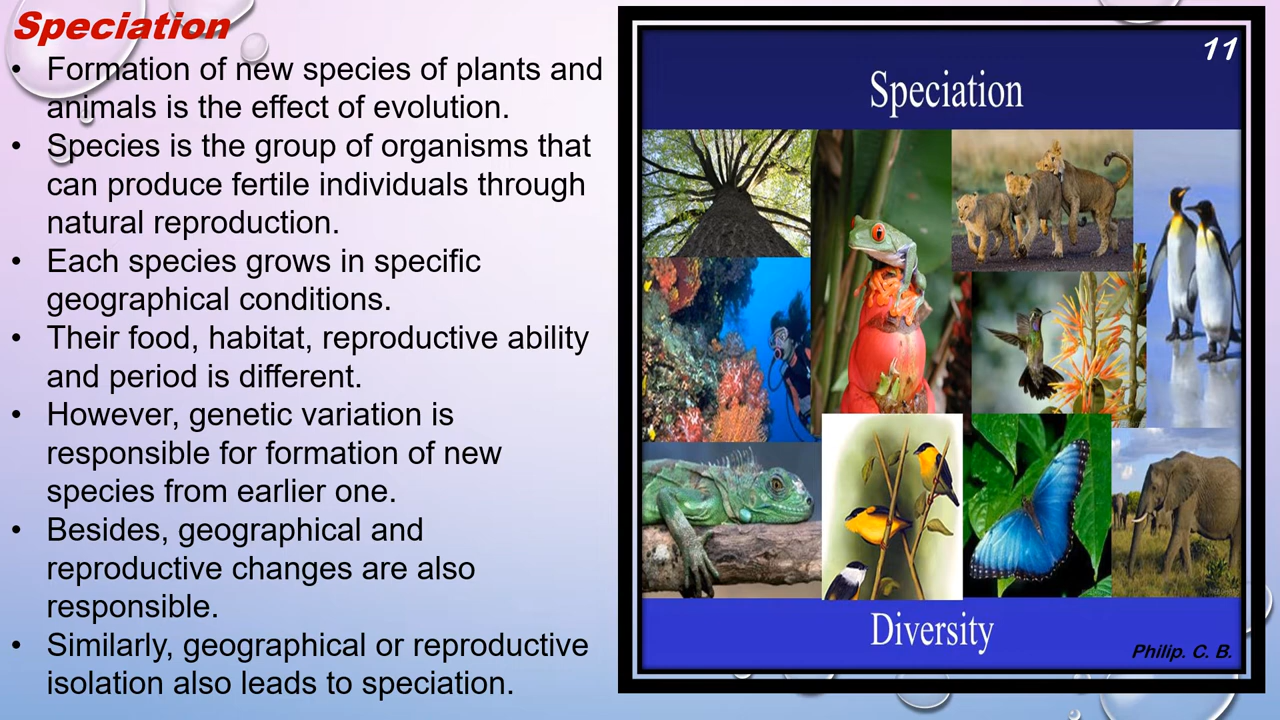 Speciation
• Formation of new species of plants and
animals is the effect of evolution.
• Species is the group of organisms that
can produce fertile individuals through
natural reproduction.
• Each species grows in specific
geographical conditions.
• Their food, habitat, reproductive ability
and period is different.
• However, genetic variation is
responsible for formation of new
species from earlier one.
• Besides, geographical and
reproductive changes are also
responsible.
• Similarly, geographical or reproductive
isolation also leads to speciation.
11
Speciation
Diversity
Philip. C. B.